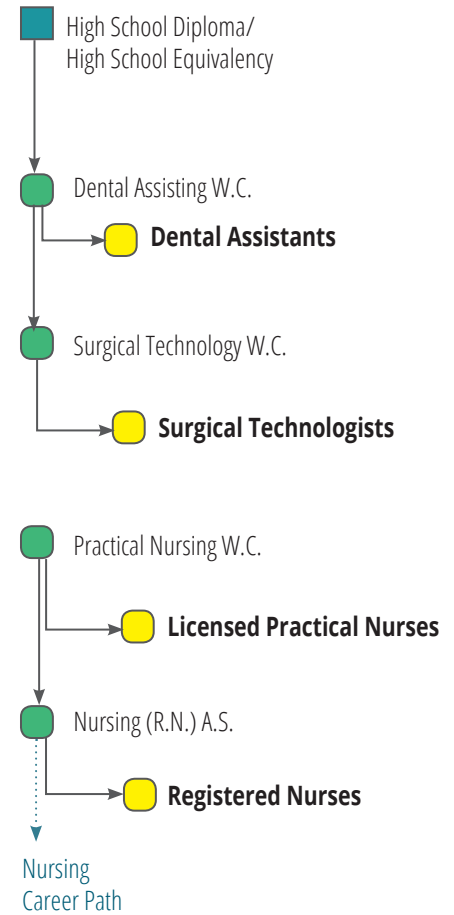 High School Diploma/
High School Equivalency
Dental Assisting W.C.
Dental Assistants
Surgical Technology W.C.
Surgical Technologists
Practical Nursing W.C.
Licensed Practical Nurses
Nursing (R.N.) A.S.
Registered Nurses
Nursing
Career Path